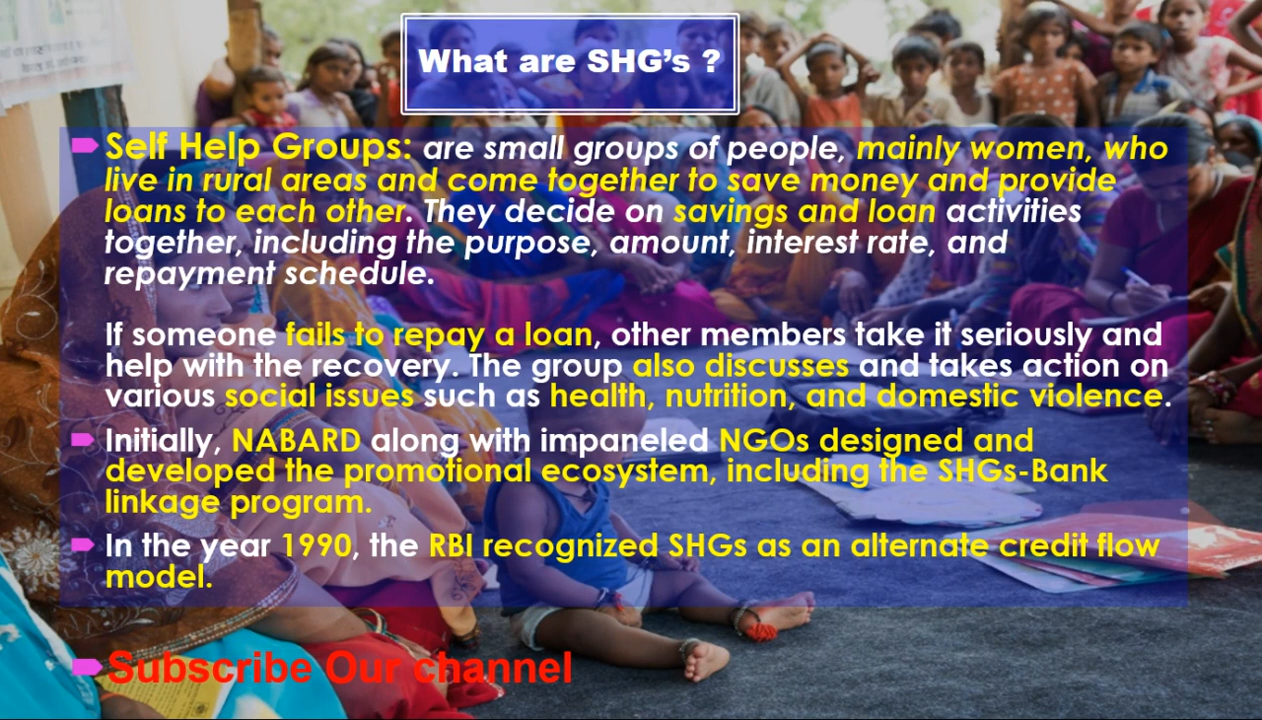 What are SHG's ?
Self Help Groups: are small groups of people, mainly women, who
live in rural areas and come together to save money and provide
loans to each other. They decide on savings and loan activities
together, including the purpose, amount, interest rate, and
repayment schedule.
If someone fails to repay a loan, other members take it seriously and
help with the recovery. The group also discusses and takes action on
various social issues such as health, nutrition, and domestic violence.
Initially, NABARD along with impaneled NGOs designed and
developed the promotional ecosystem, including the SHGs-Bank
linkage program.
In the year 1990, the RBI recognized SHGs as an alternate credit flow
model.
Subscribe Our channel